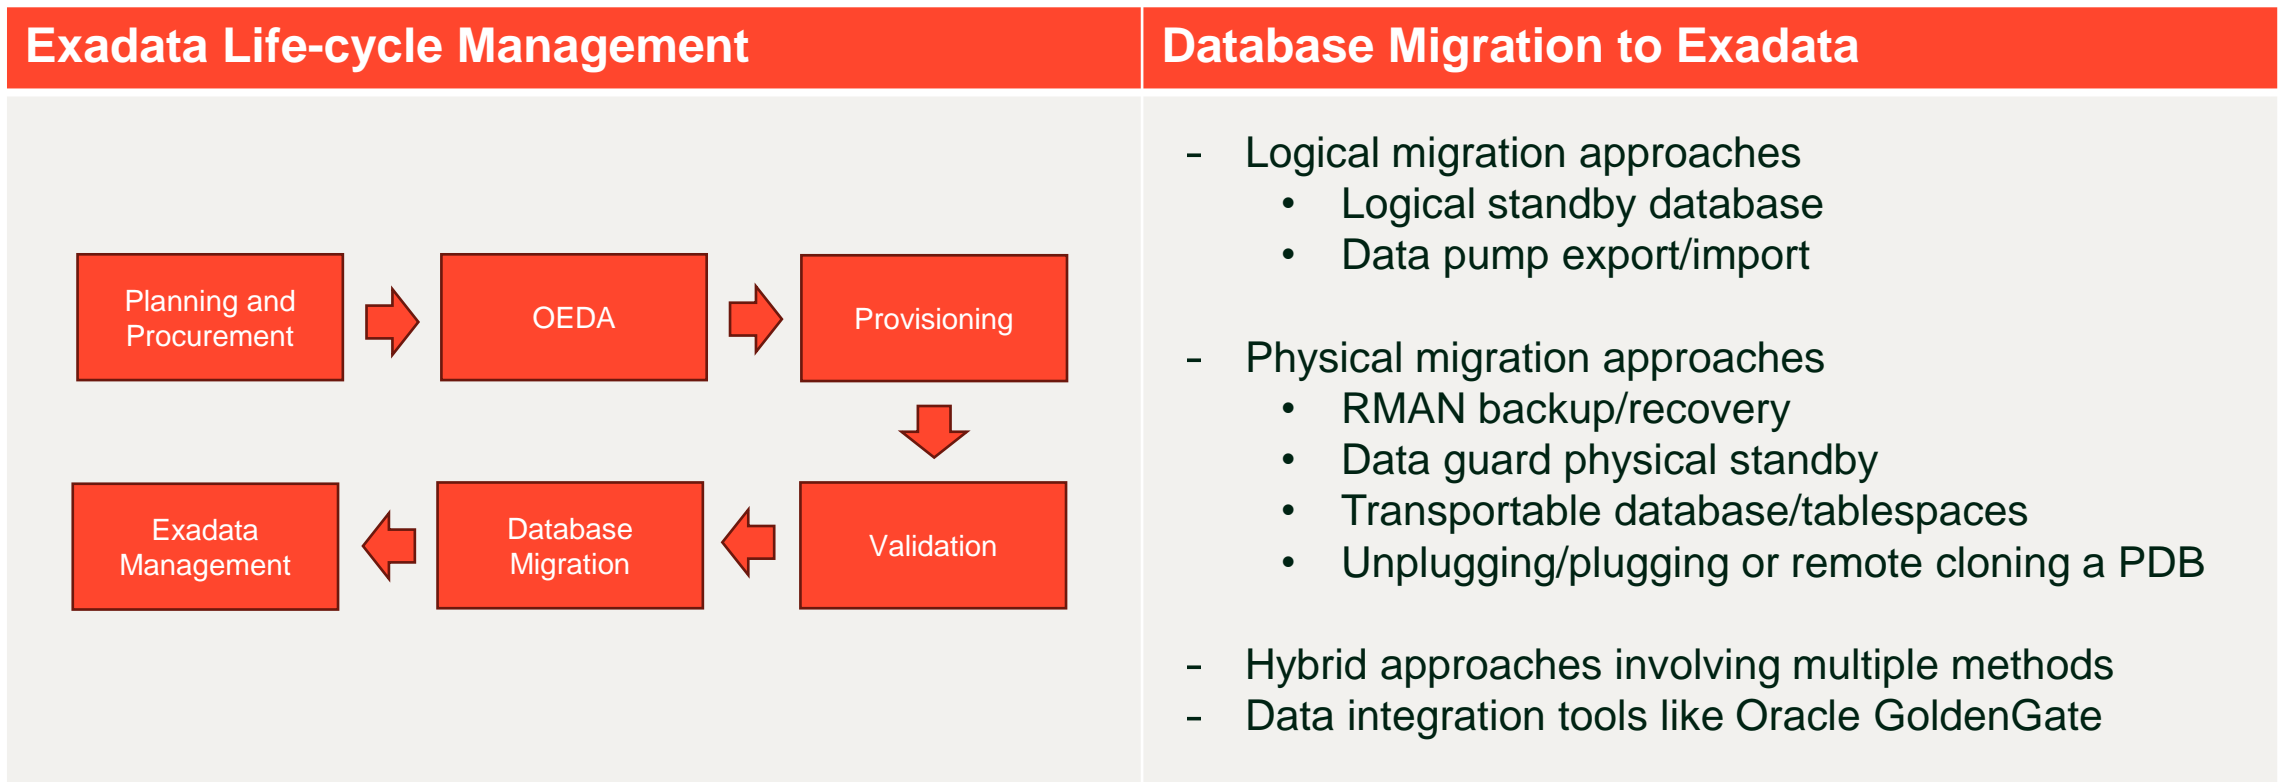 Exadata Life-cycle Management
Planning and
Procurement
OEDA
Provisioning
Validation
Database
Migration
Exadata
Management
Database Migration to Exadata
- Logical migration approaches
• Logical standby database
• Data pump export/import
- Physical migration approaches
• RMAN backup/recovery
• Data guard physical standby
• Transportable database/tablespaces
• Unplugging/plugging or remote cloning a PDB
- Hybrid approaches involving multiple methods
- Data integration tools like Oracle GoldenGate